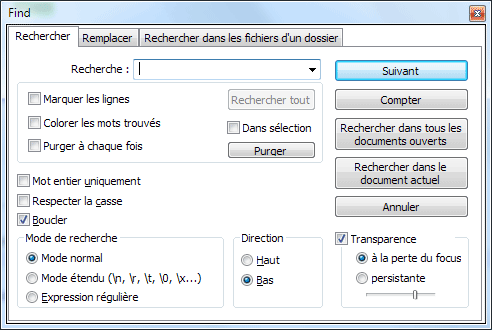 Find
Rechercher
Remplacer
Rechercher dans les fichiers d'un dossier
Recherche :
Suivant
Marquer les lignes
Rechercher tout
Compter
Colorer les mots trouvés
Dans sélection
Rechercher dans tous les
documents ouverts
Purger à chaque fois
Purger
Rechercher dans le
document actuel
Mot entier uniquement
Respecter la casse
Annuler
Boucler
Mode de recherche
Mode normal
Mode étendu (\n, \r, \t, \0, \x...)
Expression régulière
Direction
Haut
Bas
Transparence
à la perte du focus
persistante